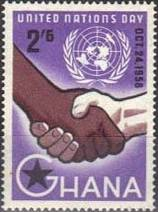 UNITED NATIONS DAY
2'6
OCT. 24, 1958
GHANA